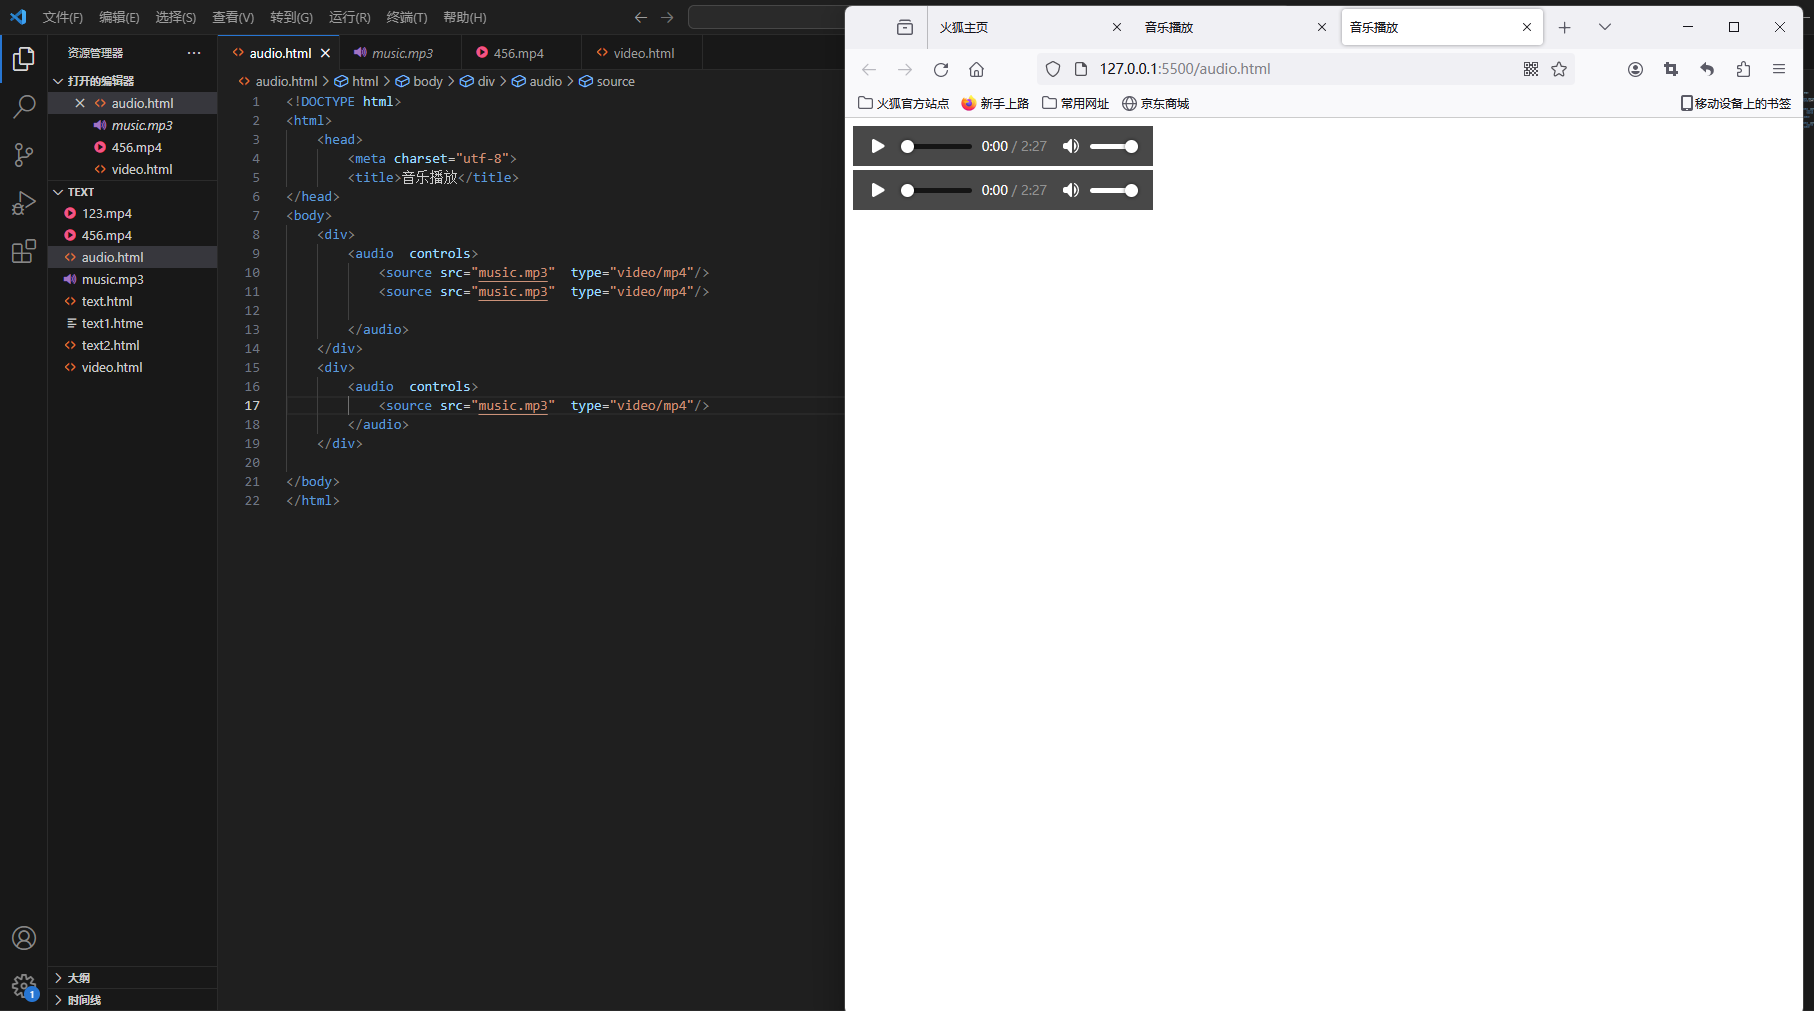 文件(F) 编辑(E) 选择(S) 查看(V) 转到(G) 运行(R) 终端(T) 帮助(H)
资源管理器
打开的编辑器
audio.html
music.mp3
456.mp4
video.html
TEXT
123.mp4
456.mp4
audio.html
music.mp3
text.html
text1.htme
text2.html
video.html
大纲
时间线
1
audio.html music.mp3 456.mp4 video.html
audio.html > html > body > div > audio > source
1 <!DOCTYPE html>
2 <html>
3 <head>
4 <meta charset="utf-8">
5 <title>音乐播放</title>
6 </head>
7 <body>
8 <div>
9 <audio  controls>
10 <source src="music.mp3"  type="video/mp4"/>
11 <source src="music.mp3"  type="video/mp4"/>
12
13 </audio>
14 </div>
15 <div>
16 <audio  controls>
17 <source src="music.mp3"  type="video/mp4"/>
18 </audio>
19 </div>
20
21 </body>
22 </html>
火狐主页 音乐播放 音乐播放
127.0.0.1:5500/audio.html
火狐官方站点 新手上路 常用网址 京东商城 移动设备上的书签
0:00 / 2:27
0:00 / 2:27